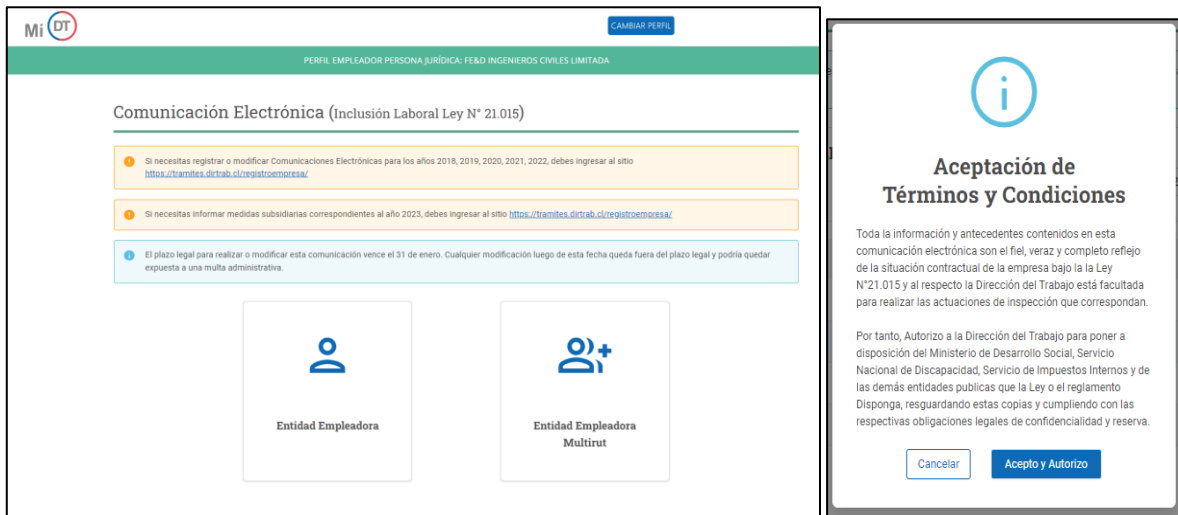 Mi DT
CAMBIAR PERFIL
PERFIL EMPLEADOR PERSONA JURÍDICA: FE&D INGENIEROS CIVILES LIMITADA
Comunicación Electrónica (Inclusión Laboral Ley N° 21.015)
Si necesitas registrar o modificar Comunicaciones Electrónicas para los años 2018, 2019, 2020, 2021, 2022, debes ingresar al sitio
https://tramites.dirtrab.cl/registroempresa/
Si necesitas informar medidas subsidiarias correspondientes al año 2023, debes ingresar al sitio https://tramites.dirtrab.cl/registroempresa/
El plazo legal para realizar o modificar esta comunicación vence el 31 de enero. Cualquier modificación luego de esta fecha queda fuera del plazo legal y podría quedar
expuesta a una multa administrativa.
Entidad Empleadora
Entidad Empleadora
Multirut
Aceptación de
Términos y Condiciones
Toda la información y antecedentes contenidos en esta
comunicación electrónica son el fiel, veraz y completo reflejo
de la situación contractual de la empresa bajo la la Ley
N°21.015 y al respecto la Dirección del Trabajo está facultada
para realizar las actuaciones de inspección que correspondan.
Por tanto, Autorizo a la Dirección del Trabajo para poner a
disposición del Ministerio de Desarrollo Social, Servicio
Nacional de Discapacidad, Servicio de Impuestos Internos y de
las demás entidades publicas que la Ley o el reglamento
Disponga, resguardando estas copias y cumpliendo con las
respectivas obligaciones legales de confidencialidad y reserva.
Cancelar
Acepto y Autorizo